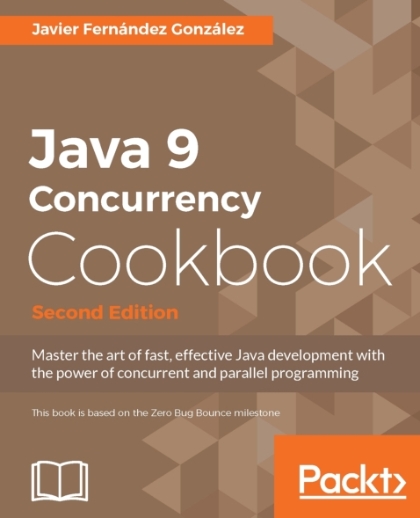 Javier Fernández González
Java 9
Concurrency
Cookbook
Second Edition
Master the art of fast, effective Java development with
the power of concurrent and parallel programming
This book is based on the Zero Bug Bounce milestone
Packt>